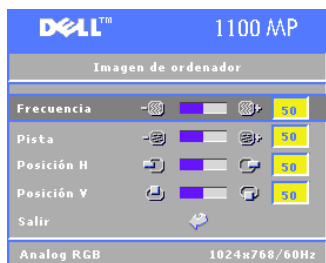 DELL™ 1100 MP
Imagen de ordenador
Frecuencia - + 50
Pista - + 50
Posición H 50
Posición V 50
Salir
Analog RGB 1024x768/60Hz